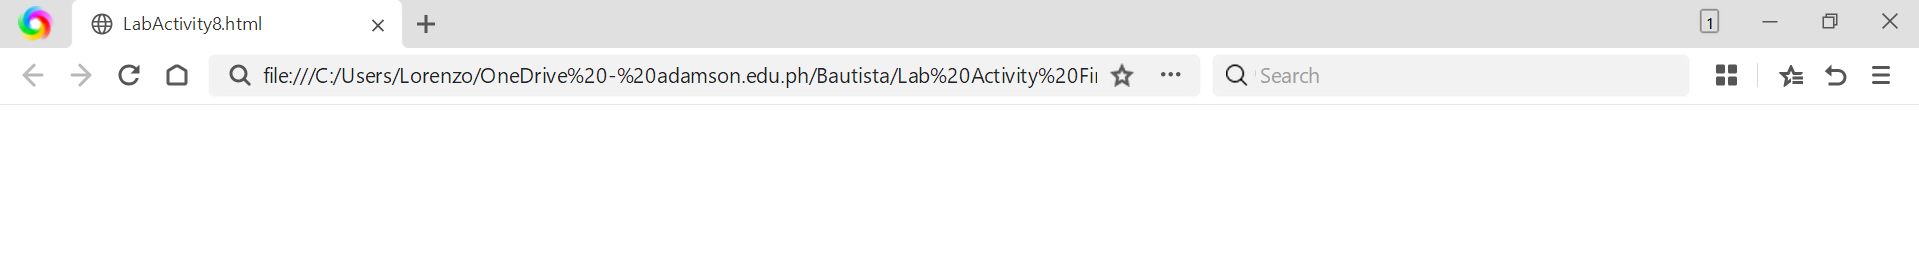 LabActivity8.html
1
file:///C:/Users/Lorenzo/OneDrive%20-%20adamson.edu.ph/Bautista/Lab%20Activity%20Fi
Search